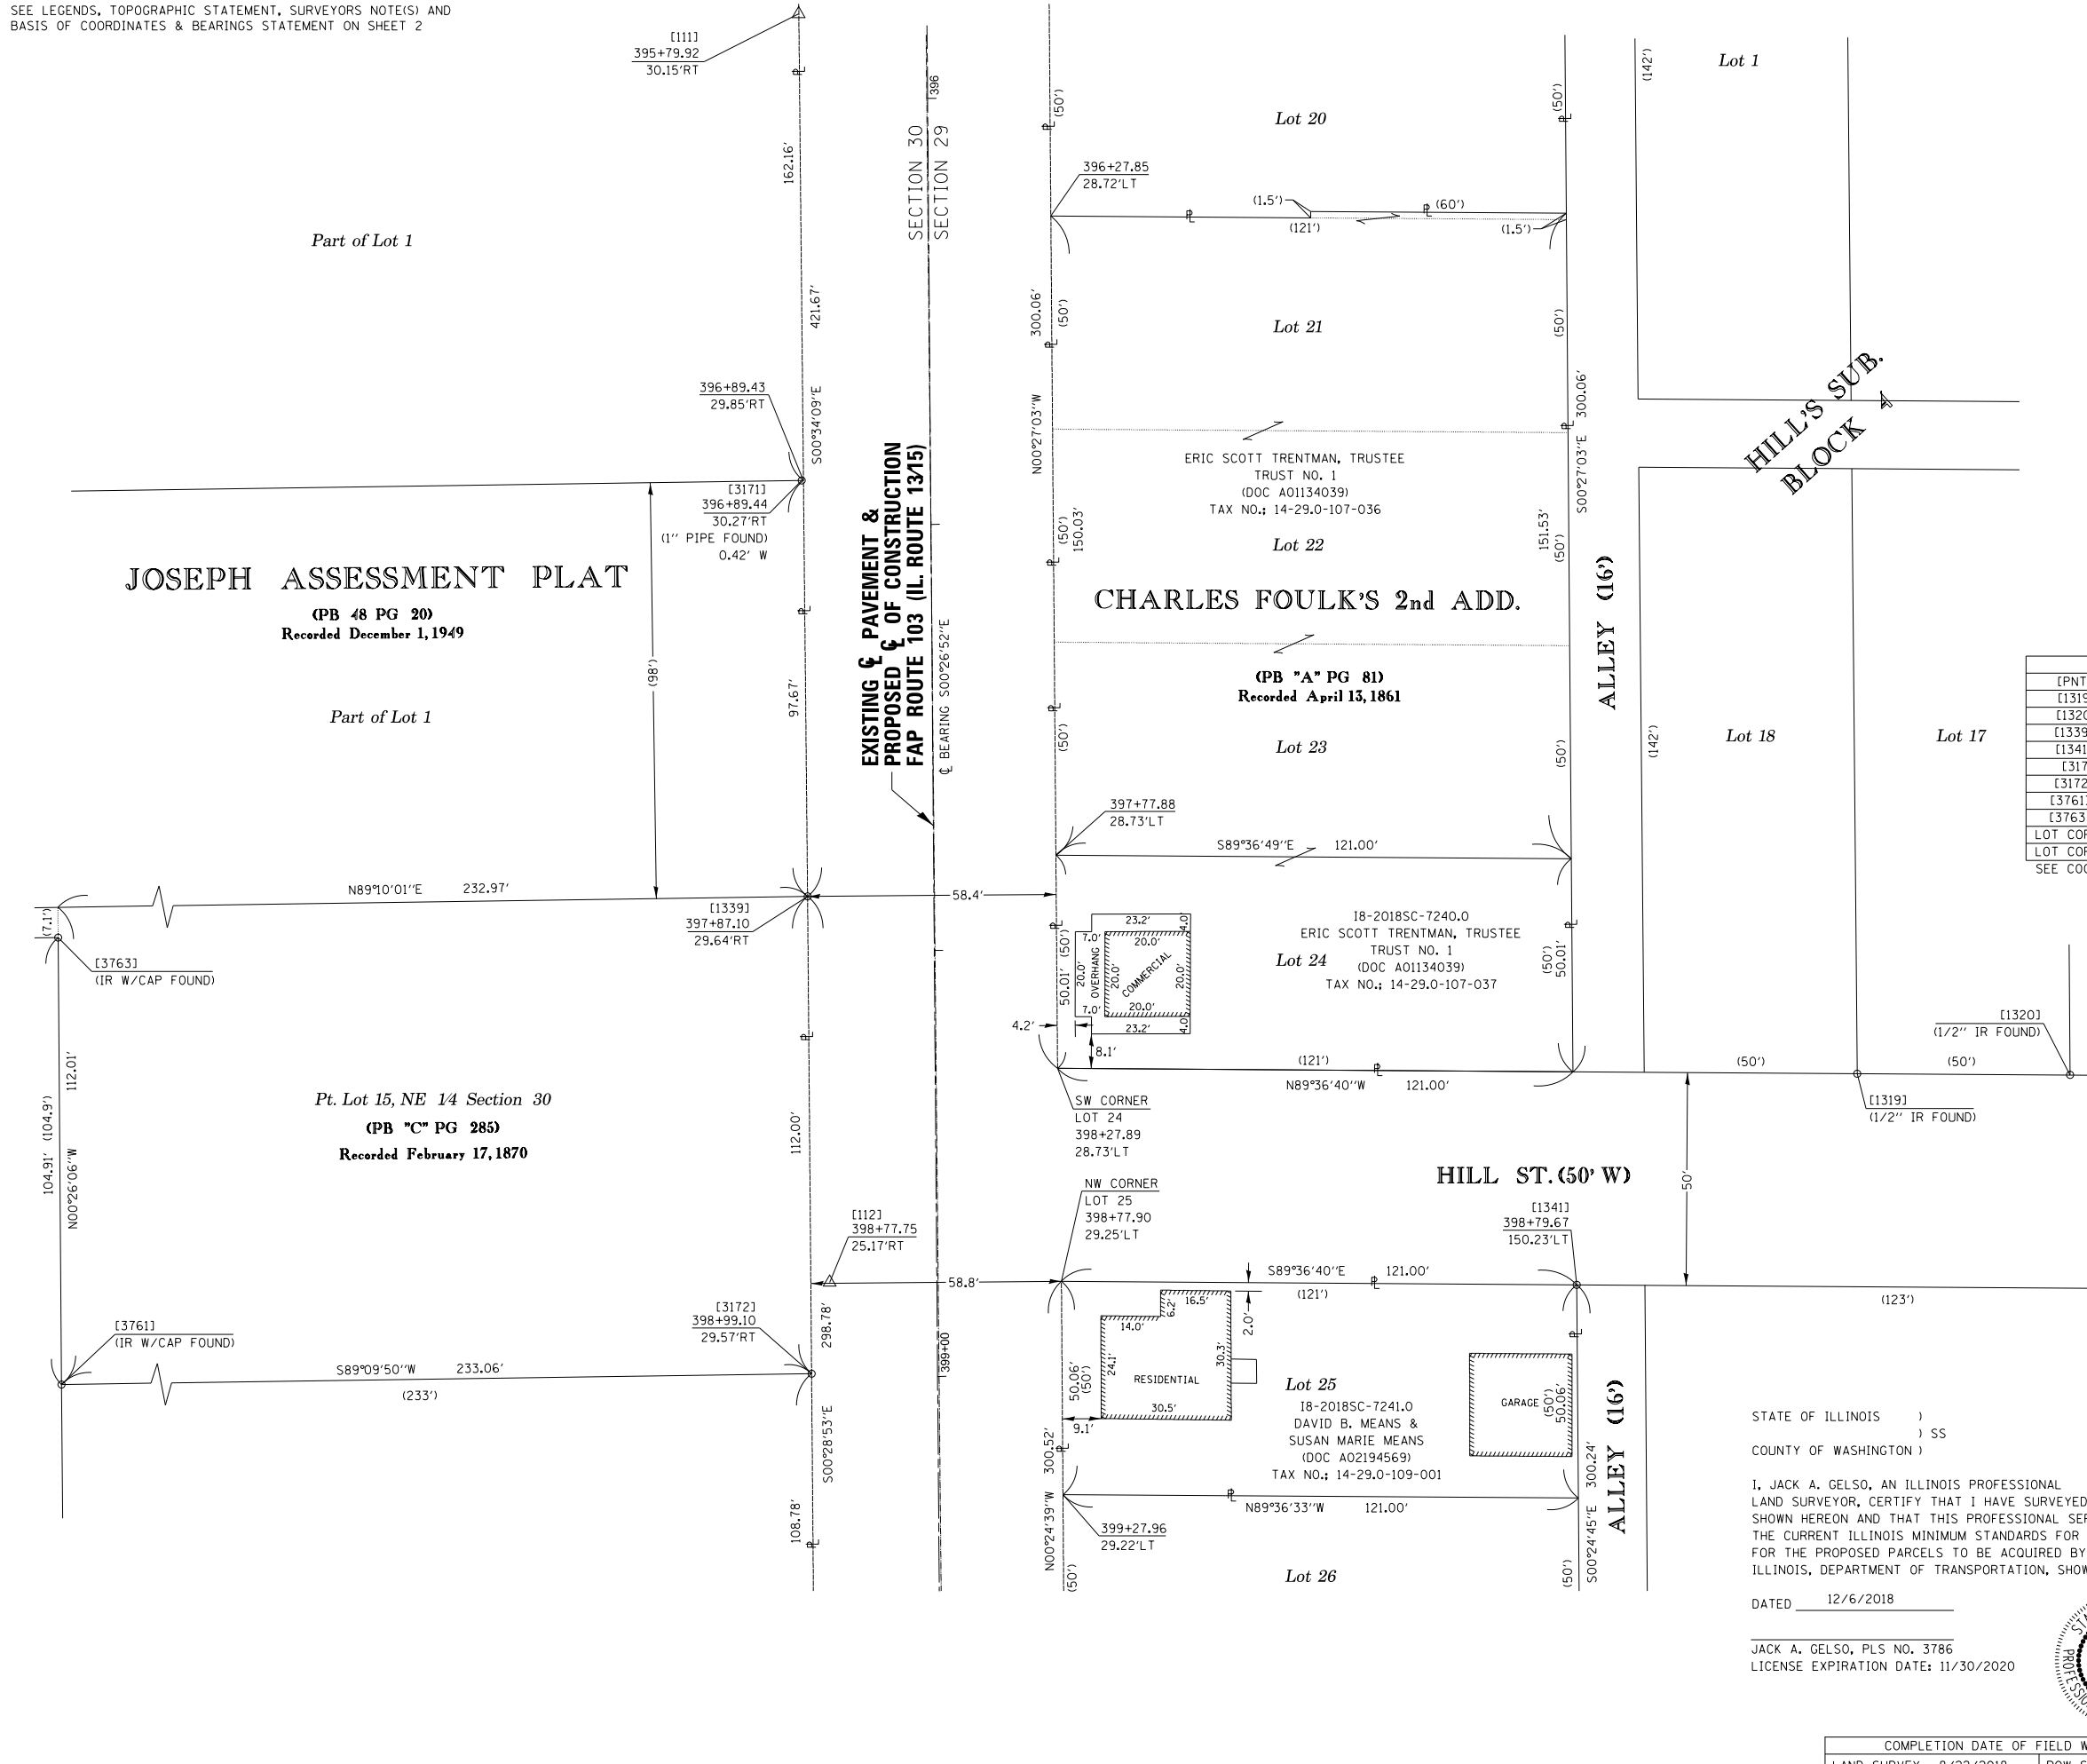 SEE LEGENDS, TOPOGRAPHIC STATEMENT, SURVEYORS NOTE(S) AND
BASIS OF COORDINATES & BEARINGS STATEMENT ON SHEET 2
[111]
395+79.92
30.15'RT
162.16'
421.67'
S00°34'09"E
Part of Lot 1
396+89.43
29.85'RT
[3171]
396+89.44
30.27'RT
(1" PIPE FOUND)
0.42' W
JOSEPH ASSESSMENT PLAT
(PB 48 PG 20)
Recorded December 1, 1949
(98')
97.67'
Part of Lot 1
N89°10'01"E 232.97'
[1339]
397+87.10
29.64'RT
(7.1')
[3763]
(IR W/CAP FOUND)
112.01'
104.91' (104.9')
N00°26'06"W
Pt. Lot 15, NE 1/4 Section 30
(PB "C" PG 285)
Recorded February 17, 1870
112.00'
[112]
398+77.75
25.17'RT
[3172]
398+99.10
29.57'RT
298.78'
[3761]
(IR W/CAP FOUND)
S89°09'50"W 233.06'
(233')
S00°28'53"E
108.78'
396
SECTION 30
SECTION 29
EXISTING ℄ PAVEMENT &
PROPOSED ℄ OF CONSTRUCTION
FAP ROUTE 103 (IL. ROUTE 13/15)
℄ BEARING S00°26'52"E
58.4'
58.8'
399+00
(50')
(50')
Lot 20
396+27.85
28.72'LT
(1.5')
(60')
(121')
(1.5')
300.06'
(50')
N00°27'03"W
Lot 21
(50')
300.06'
S00°27'03"E
ERIC SCOTT TRENTMAN, TRUSTEE
TRUST NO. 1
(DOC A01134039)
TAX NO.; 14-29.0-107-036
(50')
150.03'
Lot 22
151.53'
(50')
CHARLES FOULK'S 2nd ADD.
(PB "A" PG 81)
Recorded April 13, 1861
(50')
Lot 23
(50')
397+77.88
28.73'LT
S89°36'49"E 121.00'
50.01' (50')
23.2'
4.0'
7.0'
20.0'
20.0'
OVERHANG
20.0'
COMMERCIAL
20.0'
7.0'
20.0'
23.2'
4.0'
4.2'
8.1'
I8-2018SC-7240.0
ERIC SCOTT TRENTMAN, TRUSTEE
TRUST NO. 1
Lot 24
(DOC A01134039)
TAX NO.; 14-29.0-107-037
(50')
50.01'
(121')
N89°36'40"W 121.00'
SW CORNER
LOT 24
398+27.89
28.73'LT
HILL ST. (50' W)
50'
NW CORNER
LOT 25
398+77.90
29.25'LT
[1341]
398+79.67
150.23'LT
S89°36'40"E 121.00'
(121')
16.5'
6.2'
14.0'
2.0'
24.1'
30.3'
RESIDENTIAL
30.5'
9.1'
50.06'
(50')
Lot 25
I8-2018SC-7241.0
DAVID B. MEANS &
SUSAN MARIE MEANS
(DOC A02194569)
TAX NO.; 14-29.0-109-001
GARAGE
(50')
50.06'
N89°36'33"W 121.00'
399+27.96
29.22'LT
N00°24'39"W 300.52'
(50')
Lot 26
(50')
S00°24'45"E 300.24'
ALLEY (16')
ALLEY (16')
(142')
Lot 1
HILL'S SUB.
BLOCK A
(142')
Lot 18
Lot 17
[1320]
(1/2" IR FOUND)
(50')
(50')
[1319]
(1/2" IR FOUND)
(123')
[PNT
[1319
[1320
[1339
[1341
[317
[3172
[3761]
[3763
LOT COR
LOT COR
SEE COO
STATE OF ILLINOIS )
) SS
COUNTY OF WASHINGTON )
I, JACK A. GELSO, AN ILLINOIS PROFESSIONAL
LAND SURVEYOR, CERTIFY THAT I HAVE SURVEYED
SHOWN HEREON AND THAT THIS PROFESSIONAL SER
THE CURRENT ILLINOIS MINIMUM STANDARDS FOR
FOR THE PROPOSED PARCELS TO BE ACQUIRED BY
ILLINOIS, DEPARTMENT OF TRANSPORTATION, SHOW
DATED 12/6/2018
JACK A. GELSO, PLS NO. 3786
LICENSE EXPIRATION DATE: 11/30/2020
STA
PROFESSION
COMPLETION DATE OF FIELD W